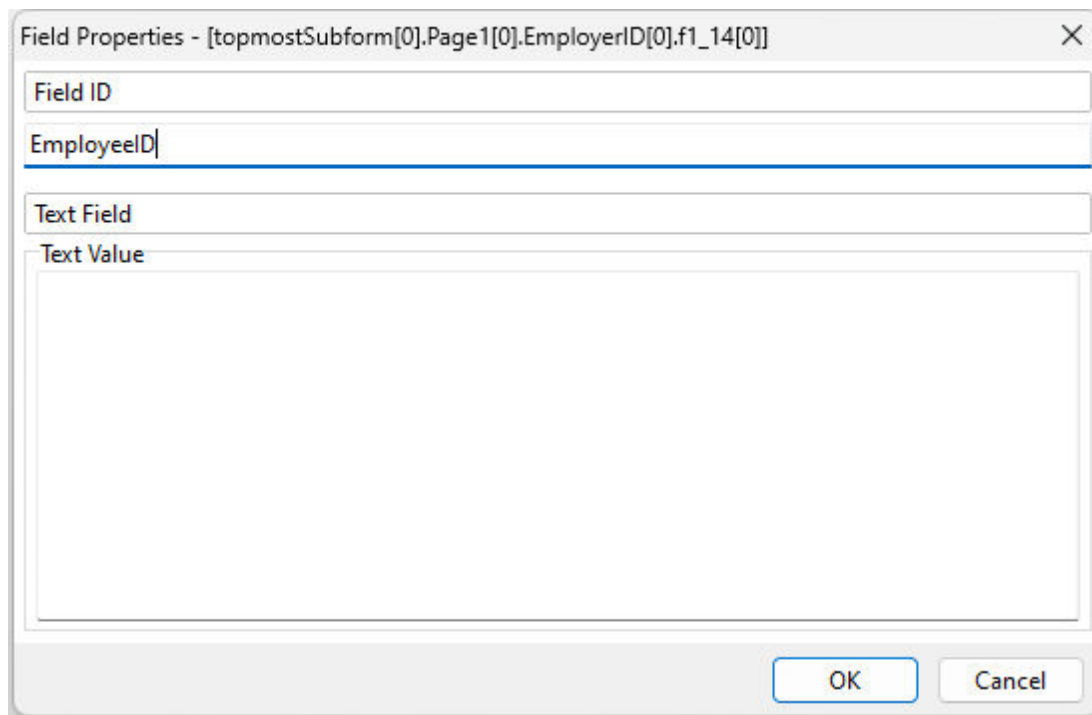 Field Properties - [topmostSubform[0].Page1[0].EmployerID[0].f1_14[0]]
Field ID
EmployeeID
Text Field
Text Value
OK Cancel